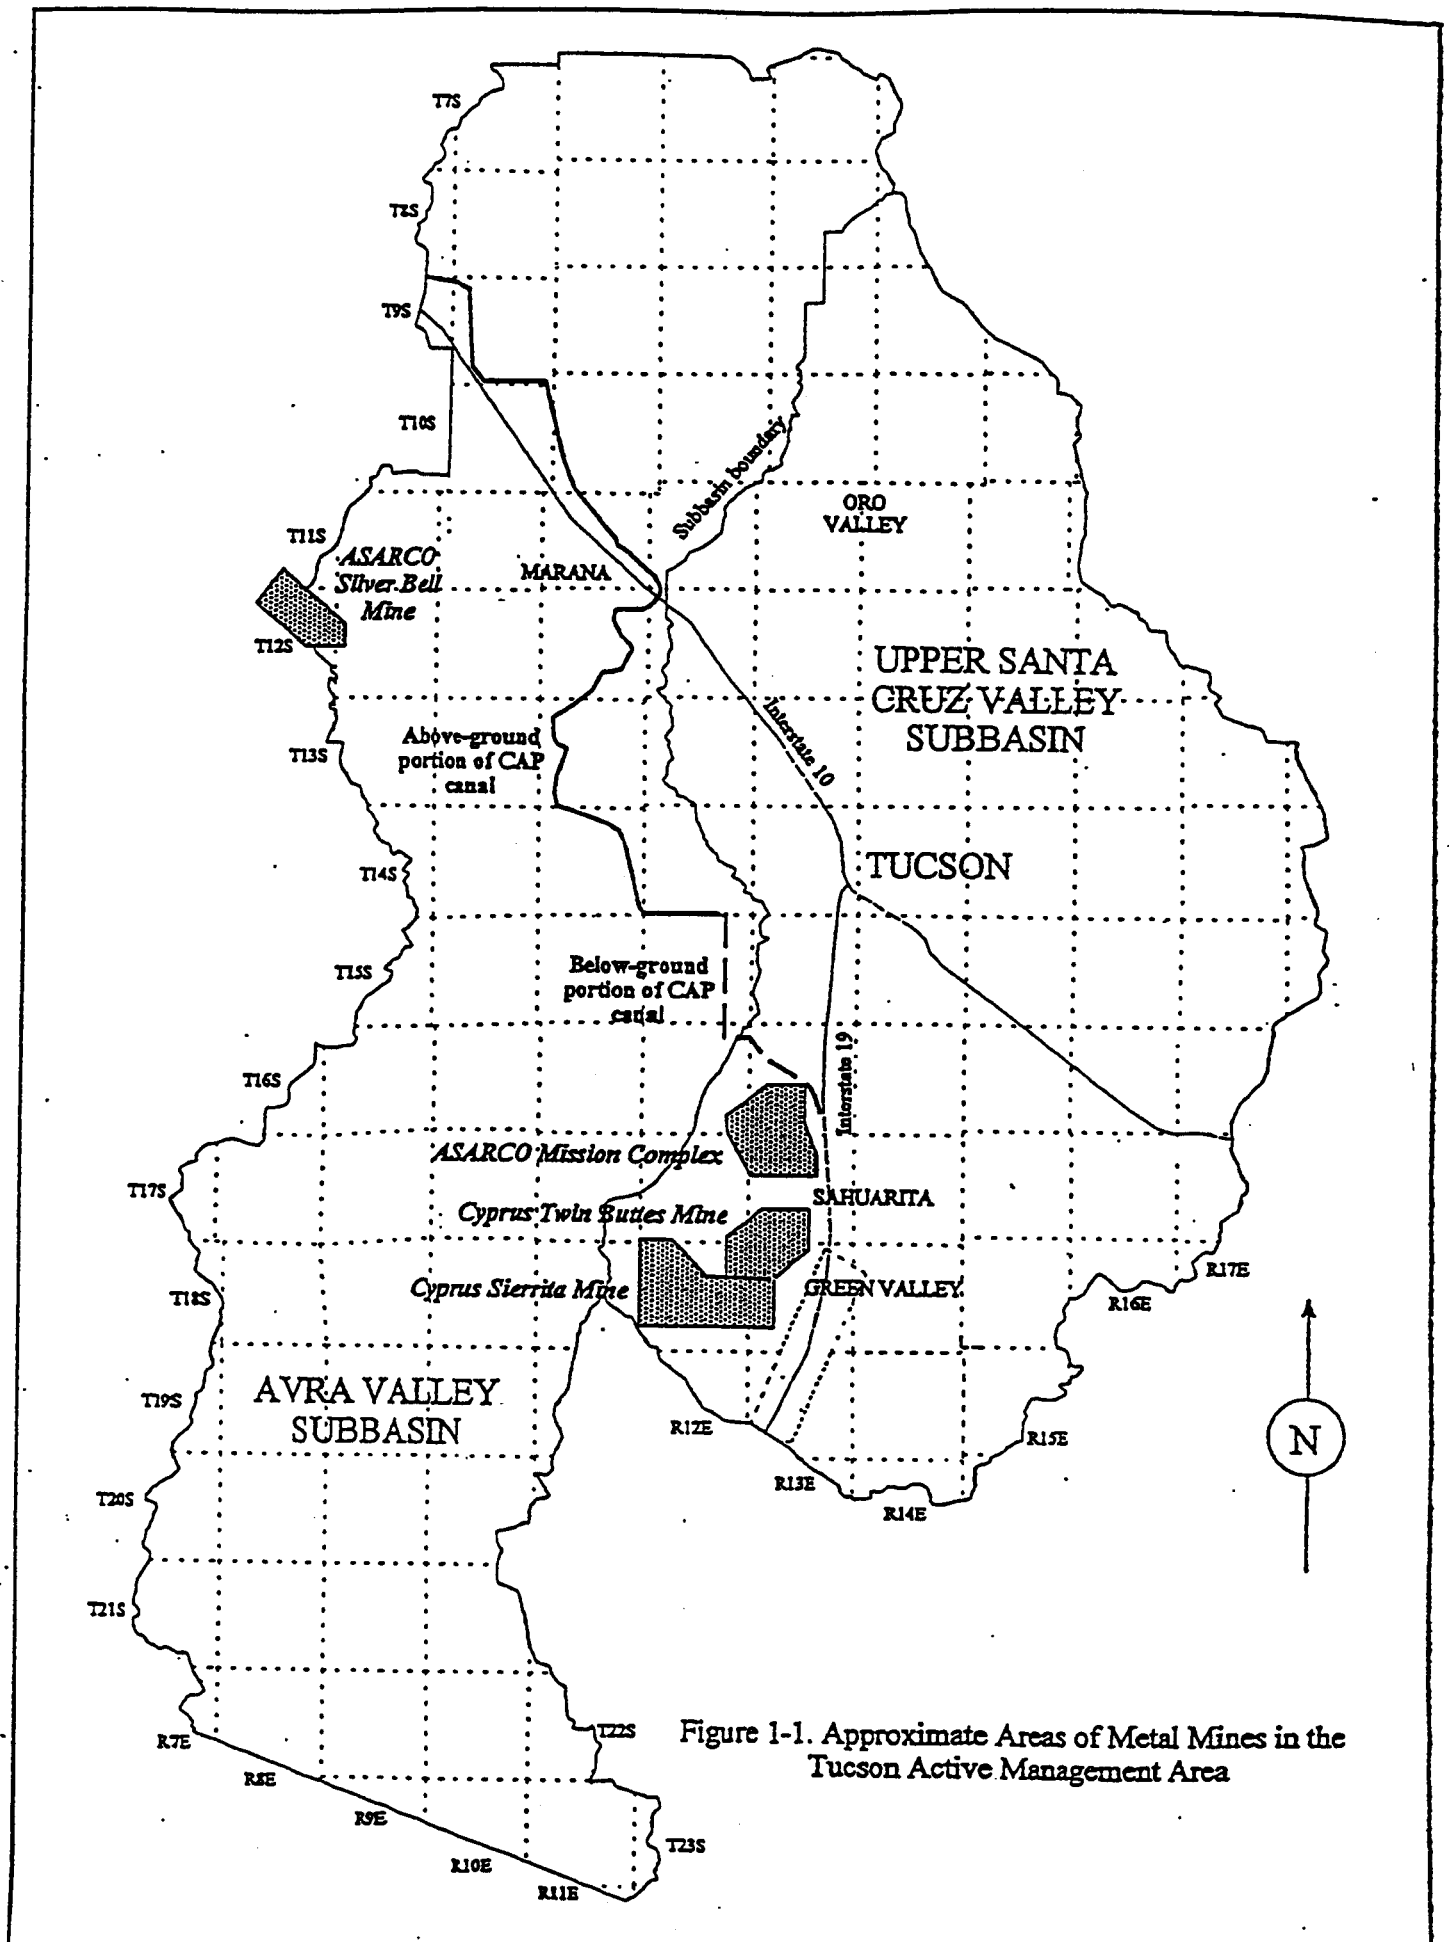 T7S
T8S
T9S
T10S
Subbasin boundary
ORO
VALLEY
T11S
ASARCO
Silver Bell
Mine
MARANA
T12S
UPPER SANTA
CRUZ VALLEY
SUBBASIN
Interstate 10
Above-ground
portion of CAP
canal
T13S
TUCSON
T14S
Below-ground
portion of CAP
canal
T15S
Interstate 19
T16S
ASARCO Mission Complex
T17S
SAHUARITA
Cyprus Twin Buttes Mine
R17E
Cyprus Sierrita Mine
GREEN VALLEY
T18S
R16E
AVRA VALLEY
SUBBASIN
T19S
R12E
R15E
N
R13E
T20S
R14E
T21S
T22S
R7E
Figure 1-1. Approximate Areas of Metal Mines in the
Tucson Active Management Area
R8E
R9E
T23S
R10E
R11E